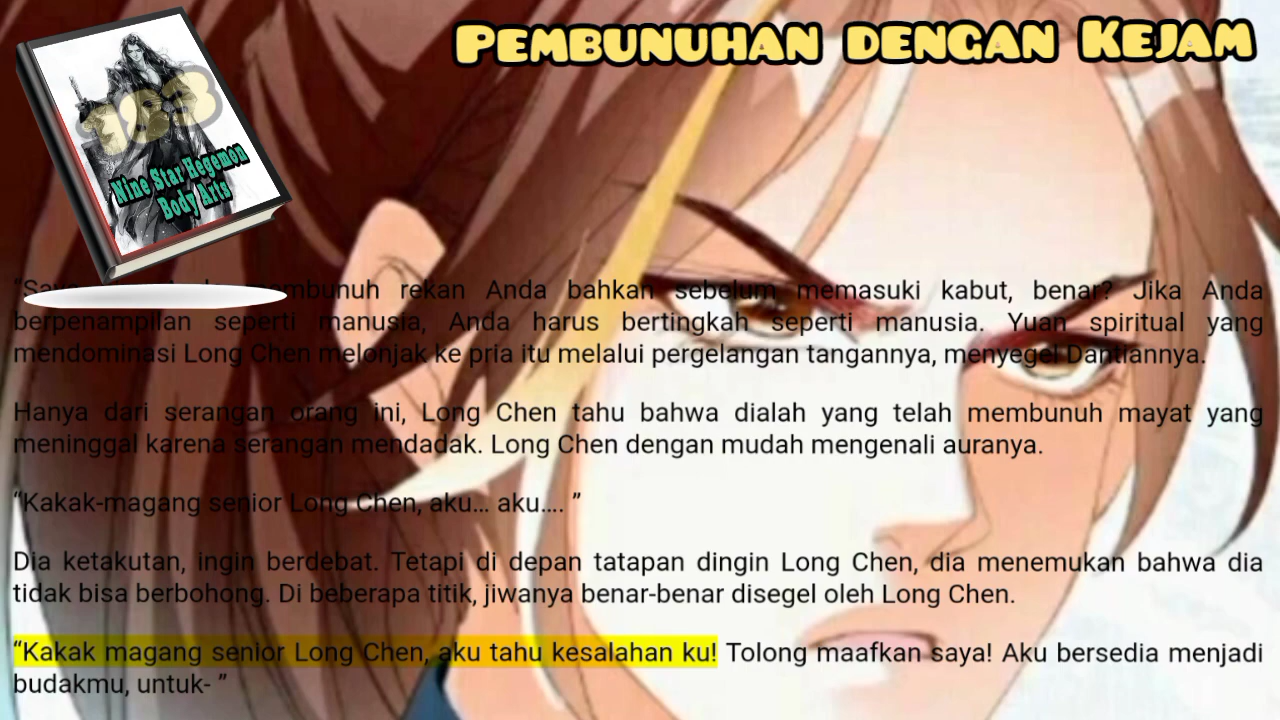 Pembunuhan dengan Kejam
193
Nine Star Hegemon
Body Arts
rekan Anda bahkan sebelum memasuki kabut, benar? Jika Anda
berpenampilan seperti manusia, Anda harus bertingkah seperti manusia. Yuan spiritual yang
mendominasi Long Chen melonjak ke pria itu melalui pergelangan tangannya, menyegel Dantiannya.
Hanya dari serangan orang ini, Long Chen tahu bahwa dialah yang telah membunuh mayat yang
meninggal karena serangan mendadak. Long Chen dengan mudah mengenali auranya.
“Kakak-magang senior Long Chen, aku… aku…. ”
Dia ketakutan, ingin berdebat. Tetapi di depan tatapan dingin Long Chen, dia menemukan bahwa dia
tidak bisa berbohong. Di beberapa titik, jiwanya benar-benar disegel oleh Long Chen.
“Kakak magang senior Long Chen, aku tahu kesalahan ku! Tolong maafkan saya! Aku bersedia menjadi
budakmu, untuk- ”